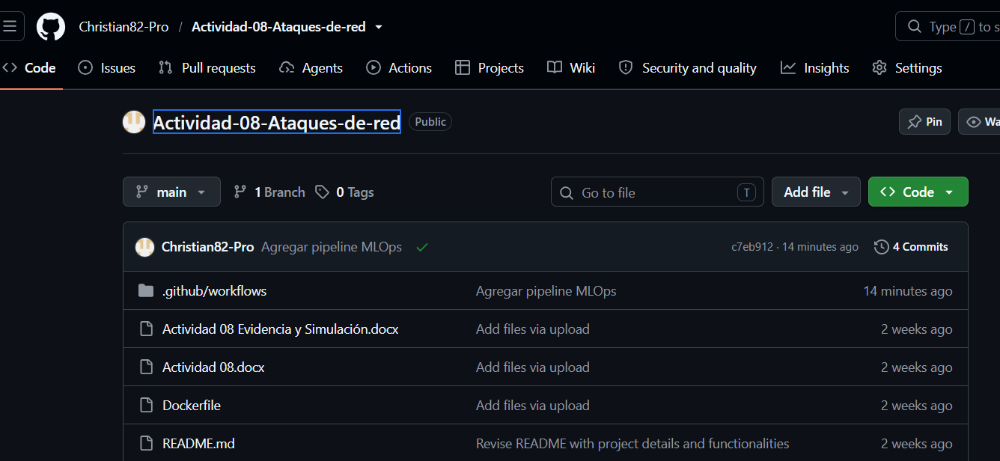 Christian82-Pro / Actividad-08-Ataques-de-red
Type / to s
Code Issues Pull requests Agents Actions Projects Wiki Security and quality Insights Settings
Actividad-08-Ataques-de-red Public
Pin Wa
main 1 Branch 0 Tags
Go to file T
Add file
Code
Christian82-Pro Agregar pipeline MLOps c7eb912 · 14 minutes ago 4 Commits
.github/workflows Agregar pipeline MLOps 14 minutes ago
Actividad 08 Evidencia y Simulación.docx Add files via upload 2 weeks ago
Actividad 08.docx Add files via upload 2 weeks ago
Dockerfile Add files via upload 2 weeks ago
README.md Revise README with project details and functionalities 2 weeks ago